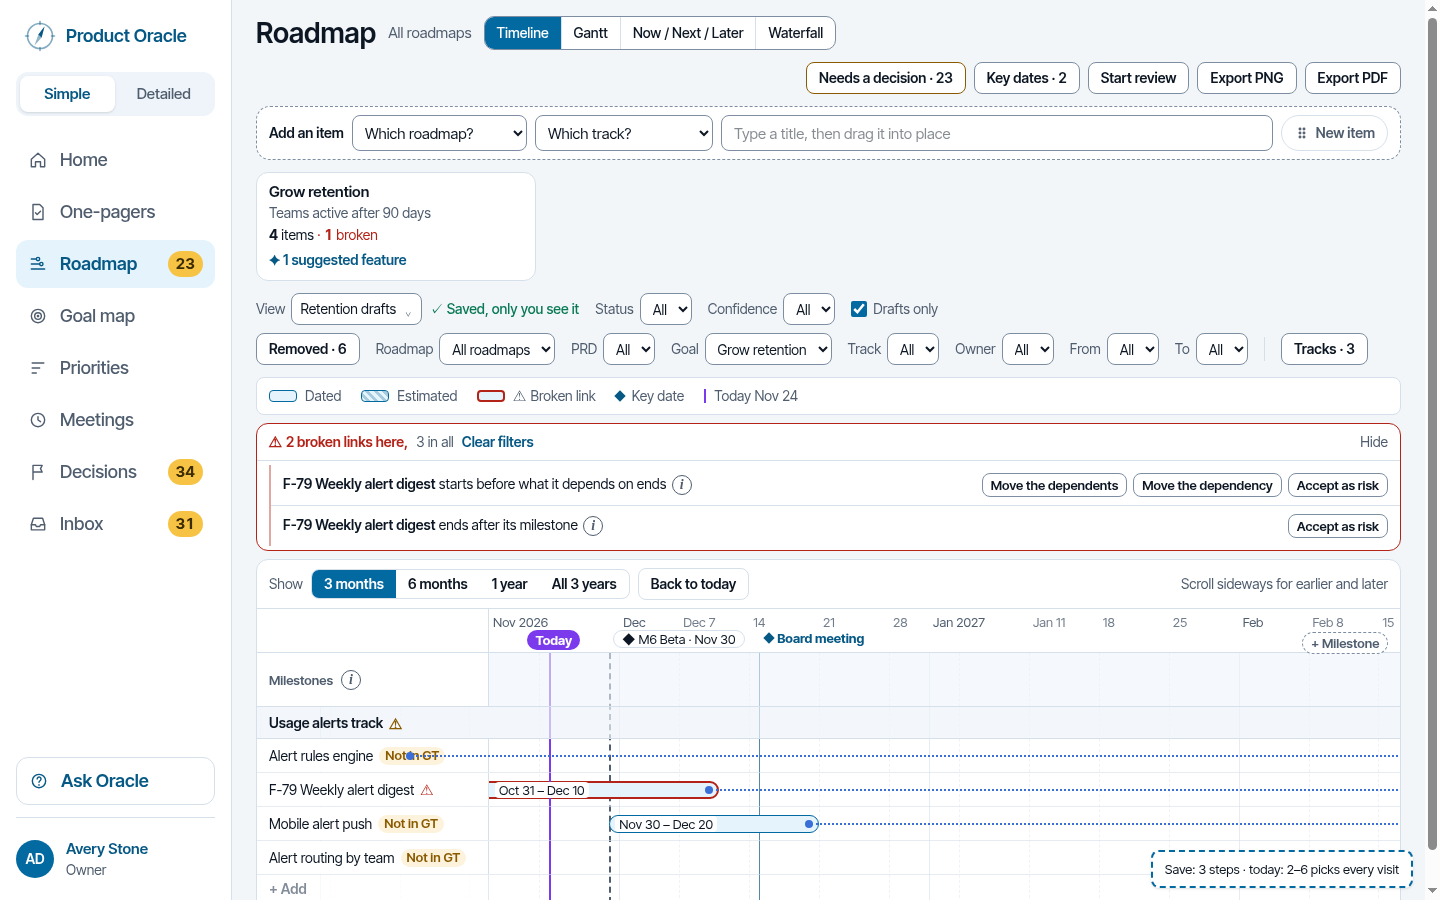 Product Oracle
Simple
Detailed
Home
One-pagers
Roadmap 23
Goal map
Priorities
Meetings
Decisions 34
Inbox 31
Ask Oracle
AD
Avery Stone
Owner
Roadmap All roadmaps Timeline Gantt Now / Next / Later Waterfall
Needs a decision · 23 Key dates · 2 Start review Export PNG Export PDF
Add an item Which roadmap? Which track? Type a title, then drag it into place New item
Grow retention
Teams active after 90 days
4 items · 1 broken
1 suggested feature
View Retention drafts ✓ Saved, only you see it Status All Confidence All Drafts only
Removed · 6 Roadmap All roadmaps PRD All Goal Grow retention Track All Owner All From All To All Tracks · 3
Dated Estimated ⚠ Broken link Key date Today Nov 24
⚠ 2 broken links here, 3 in all Clear filters Hide
F-79 Weekly alert digest starts before what it depends on ends i Move the dependents Move the dependency Accept as risk
F-79 Weekly alert digest ends after its milestone i Accept as risk
Show 3 months 6 months 1 year All 3 years Back to today Scroll sideways for earlier and later
Nov 2026 Dec Dec 7 14 21 28 Jan 2027 Jan 11 18 25 Feb Feb 8 15
Today ◆ M6 Beta · Nov 30 ◆ Board meeting + Milestone
Milestones i
Usage alerts track ⚠
Alert rules engine Not in GT
F-79 Weekly alert digest ⚠ Oct 31 – Dec 10
Mobile alert push Not in GT Nov 30 – Dec 20
Alert routing by team Not in GT
+ Add
Save: 3 steps · today: 2–6 picks every visit